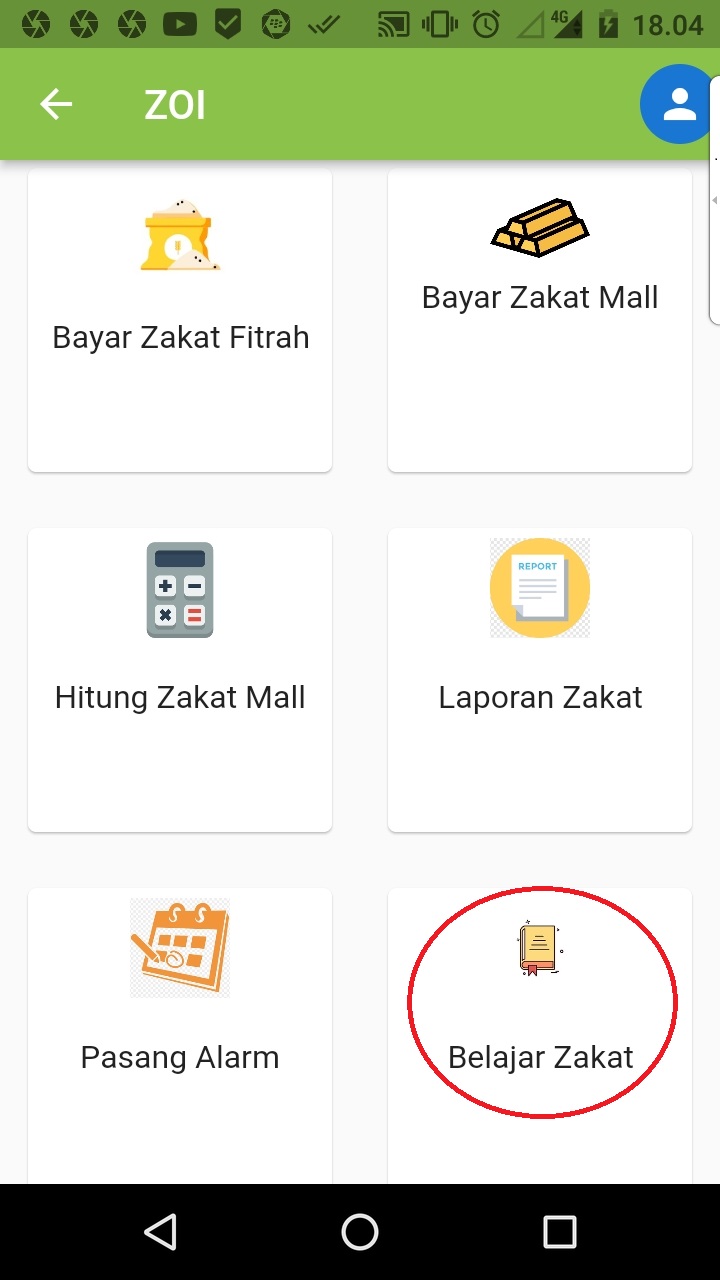 4G 18.04
ZOI
Bayar Zakat Fitrah
Bayar Zakat Mall
Hitung Zakat Mall
REPORT
Laporan Zakat
Pasang Alarm
Belajar Zakat